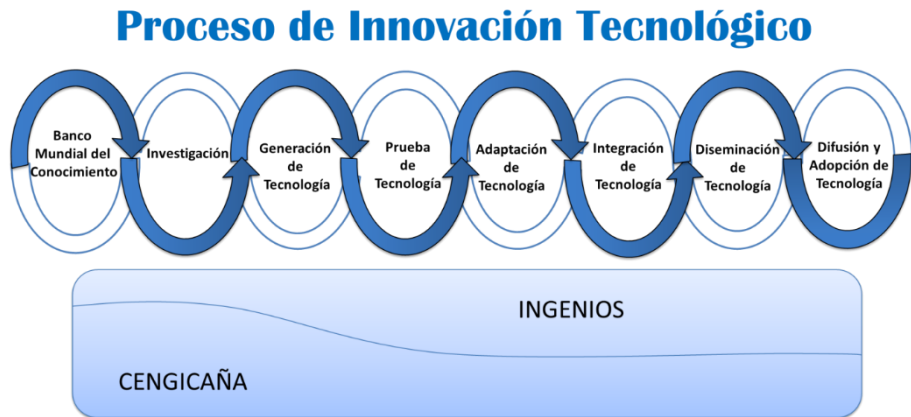 Proceso de Innovación Tecnológico
Banco
Mundial del
Conocimiento
Investigación
Generación
de
Tecnología
Prueba
de
Tecnología
Adaptación
de
Tecnología
Integración
de
Tecnología
Diseminación
de
Tecnología
Difusión y
Adopción de
Tecnología
INGENIOS
CENGICAÑA